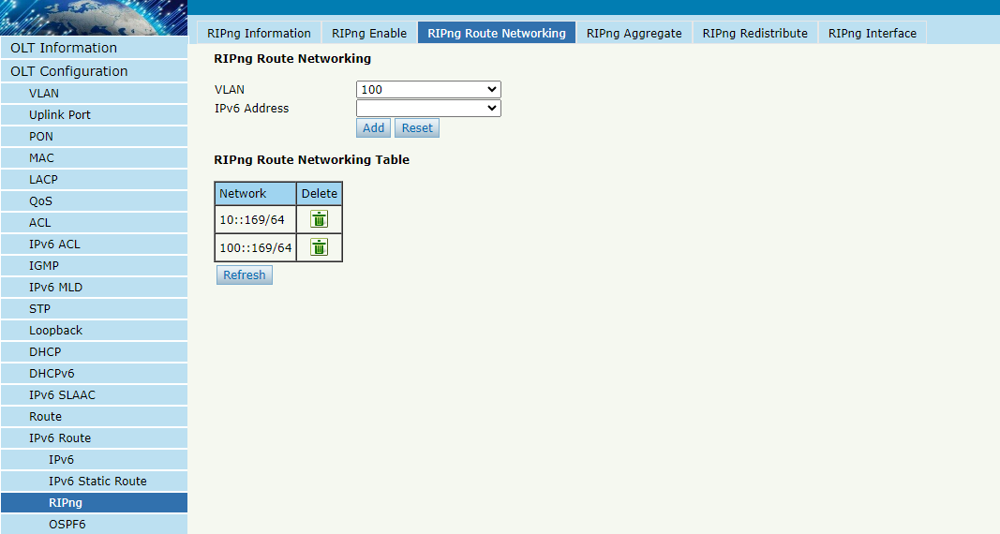 RIPng Information RIPng Enable RIPng Route Networking RIPng Aggregate RIPng Redistribute RIPng Interface
OLT Information
OLT Configuration
VLAN
Uplink Port
PON
MAC
LACP
QoS
ACL
IPv6 ACL
IGMP
IPv6 MLD
STP
Loopback
DHCP
DHCPv6
IPv6 SLAAC
Route
IPv6 Route
IPv6
IPv6 Static Route
RIPng
OSPF6
RIPng Route Networking
VLAN 100
IPv6 Address
Add Reset
RIPng Route Networking Table
Network Delete
10::169/64
100::169/64
Refresh